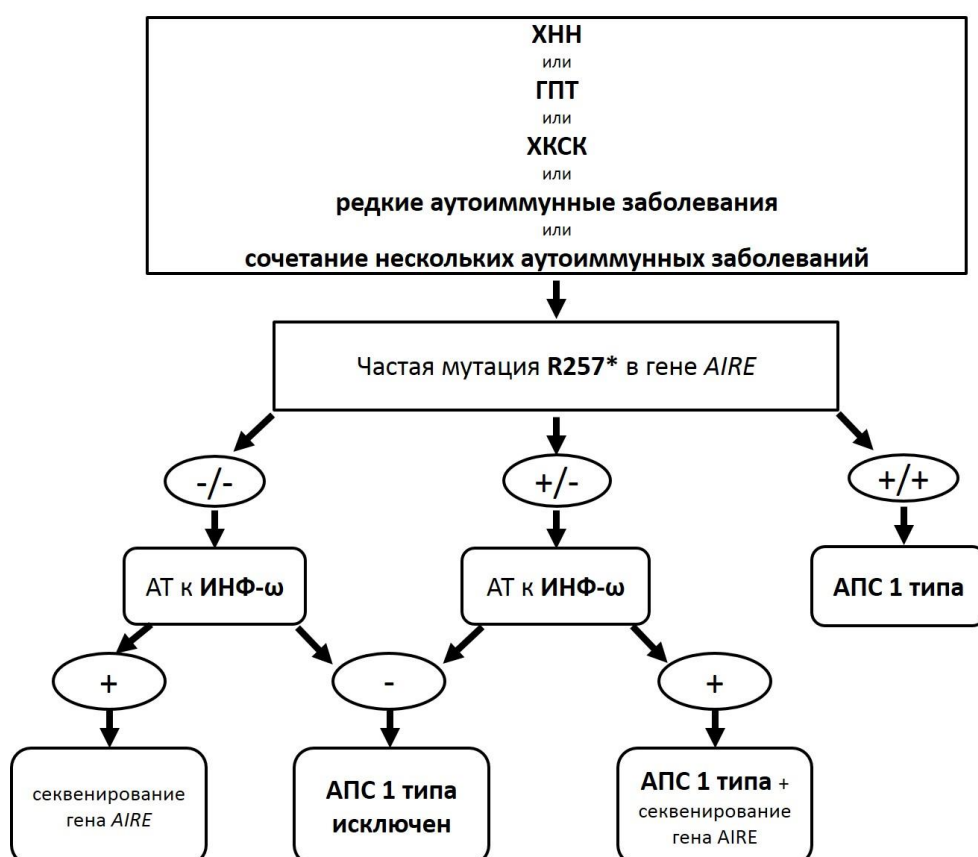 ХНН
или
ГПТ
или
ХКСК
или
редкие аутоиммунные заболевания
или
сочетание нескольких аутоиммунных заболеваний
Частая мутация R257* в гене AIRE
-/-
+/-
+/+
АТ к ИНФ-ω
АТ к ИНФ-ω
АПС 1 типа
+
-
+
секвенирование
гена AIRE
АПС 1 типа
исключен
АПС 1 типа +
секвенирование
гена AIRE